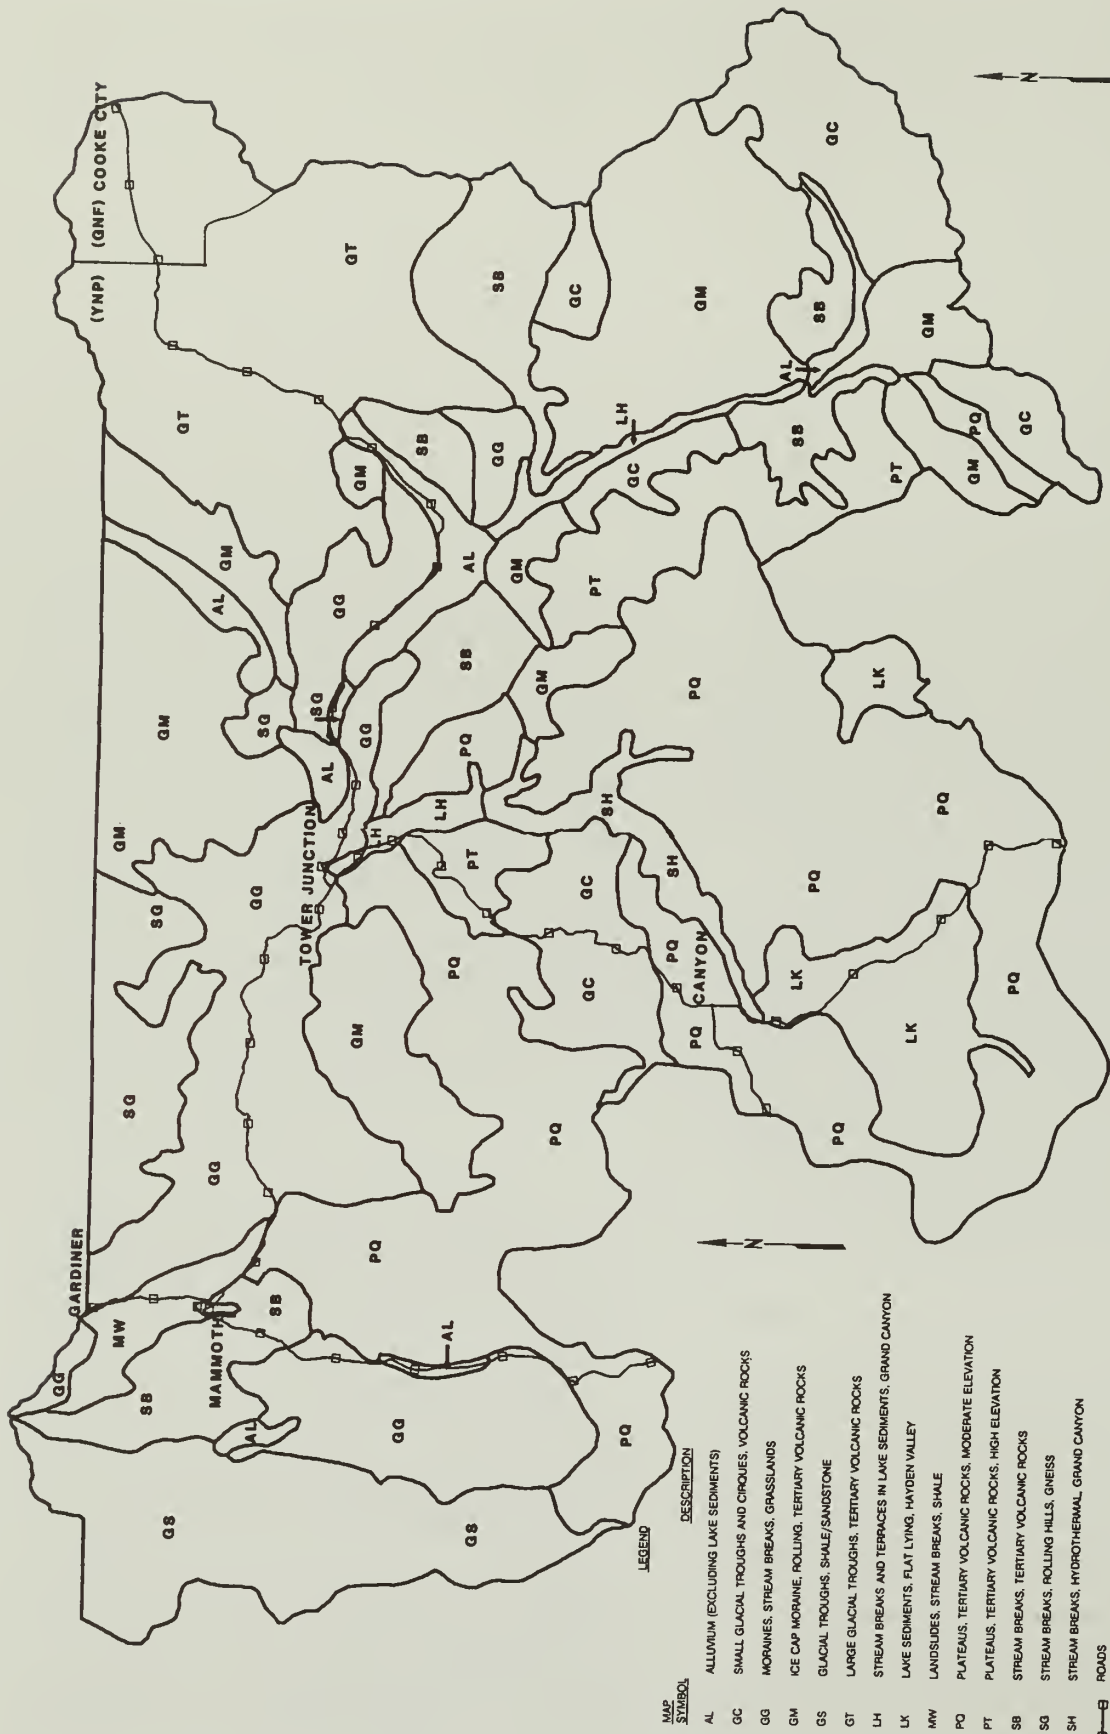 GARDINER
(YNP) (GNF) COOKE CITY
GG
MW
GM
SG
SB
SG
GM
GS
GT
GG
MAMMOTH
AL
GM
AL
GG
SG
SB
TOWER JUNCTION
SG
AL
GG
GT
GM
GM
GG
LH
PQ
GG
SB
LH
AL
PQ
PQ
SB
AL
PT
GS
GG
SB
GM
GM
PQ
GC
GC
GC
PT
PQ
SH
LH
GC
SH
PQ
PQ
PQ
CANYON
GM
N
AL
LK
SB
PQ
SB
GC
PQ
LK
PT
LK
GM
PQ
GM
PQ
PQ
GC
N
LEGEND
MAP SYMBOL DESCRIPTION
AL ALLUVIUM (EXCLUDING LAKE SEDIMENTS)
GC SMALL GLACIAL TROUGHS AND CIRQUES, VOLCANIC ROCKS
GG MORAINES, STREAM BREAKS, GRASSLANDS
GM ICE CAP MORAINE, ROLLING, TERTIARY VOLCANIC ROCKS
GS GLACIAL TROUGHS, SHALE/SANDSTONE
GT LARGE GLACIAL TROUGHS, TERTIARY VOLCANIC ROCKS
LH STREAM BREAKS AND TERRACES IN LAKE SEDIMENTS, GRAND CANYON
LK LAKE SEDIMENTS, FLAT LYING, HAYDEN VALLEY
MW LANDSLIDES, STREAM BREAKS, SHALE
PQ PLATEAUS, TERTIARY VOLCANIC ROCKS, MODERATE ELEVATION
PT PLATEAUS, TERTIARY VOLCANIC ROCKS, HIGH ELEVATION
SB STREAM BREAKS, TERTIARY VOLCANIC ROCKS
SG STREAM BREAKS, ROLLING HILLS, GNEISS
SH STREAM BREAKS, HYDROTHERMAL, GRAND CANYON
ROADS